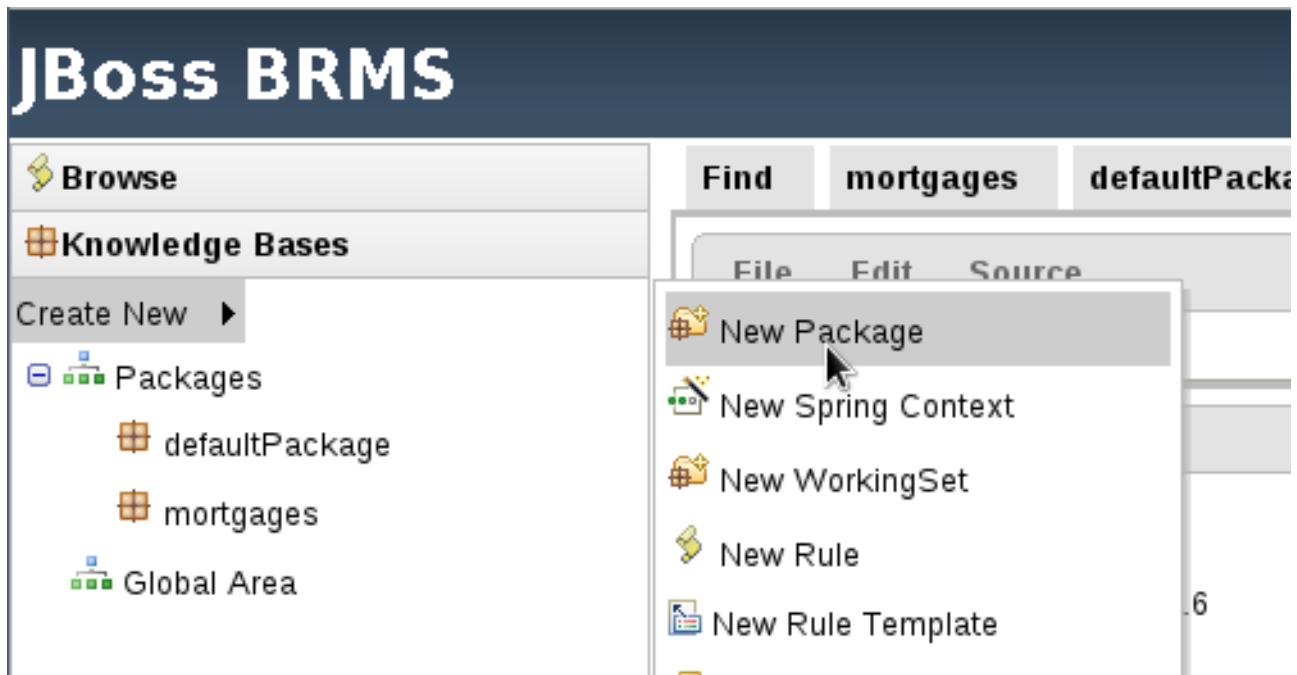 JBoss BRMS
Browse
Knowledge Bases
Create New
Packages
defaultPackage
mortgages
Global Area
Find mortgages defaultPacka
File Edit Source
New Package
New Spring Context
New WorkingSet
New Rule
New Rule Template
.6